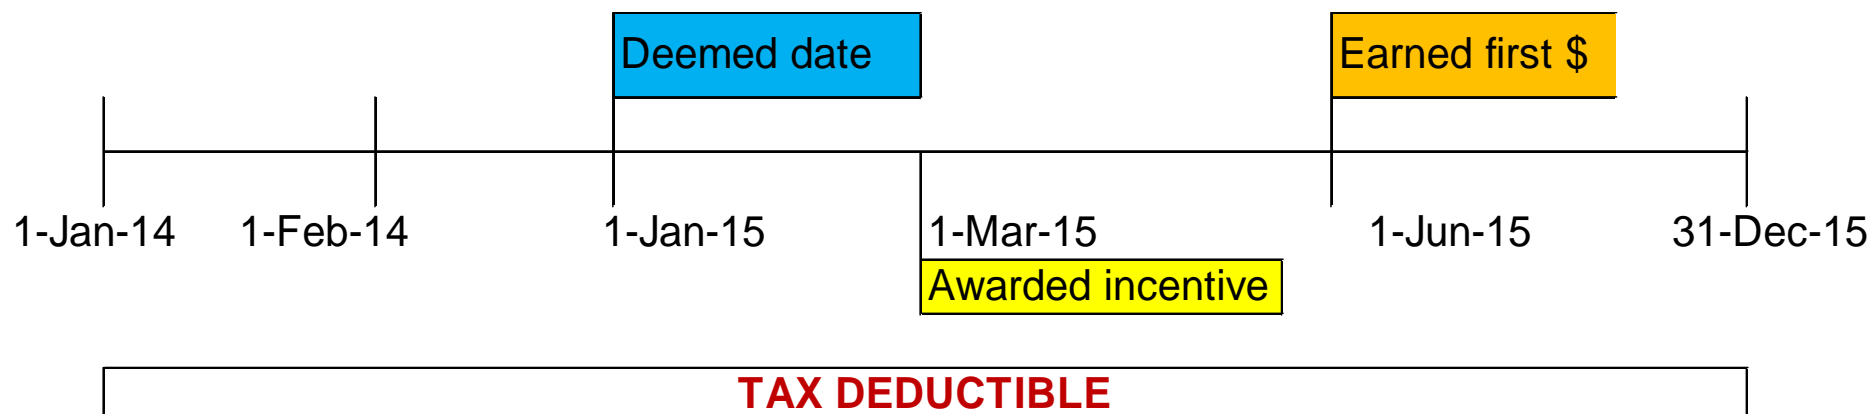 Deemed date
Earned first $
1-Jan-14
1-Feb-14
1-Jan-15
1-Mar-15
1-Jun-15
31-Dec-15
Awarded incentive
TAX DEDUCTIBLE